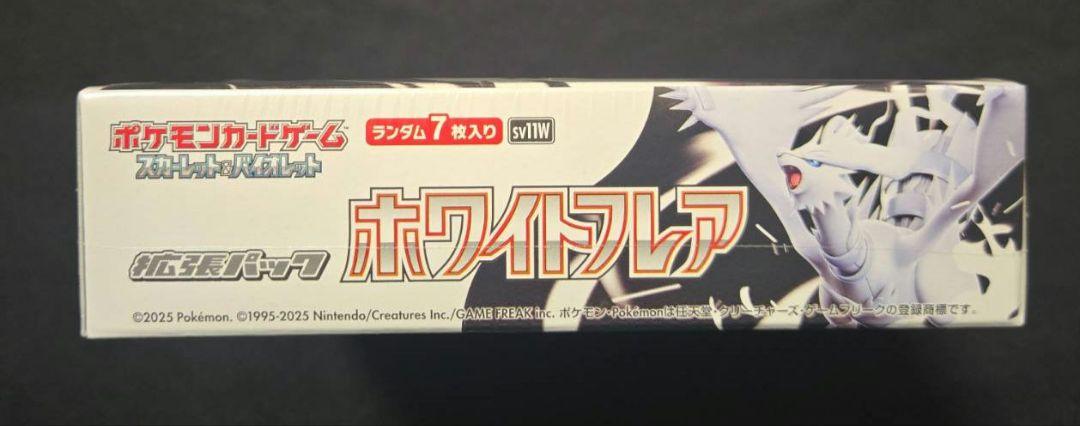 ポケモンカードゲーム
スカーレット&バイオレット
ランダム7枚入り
sv11W
ホワイトフレア
拡張パック
©2025 Pokémon. ©1995-2025 Nintendo/Creatures Inc./GAME FREAK inc. ポケモン・Pokémonは任天堂・クリーチャーズ・ゲームフリークの登録商標です。